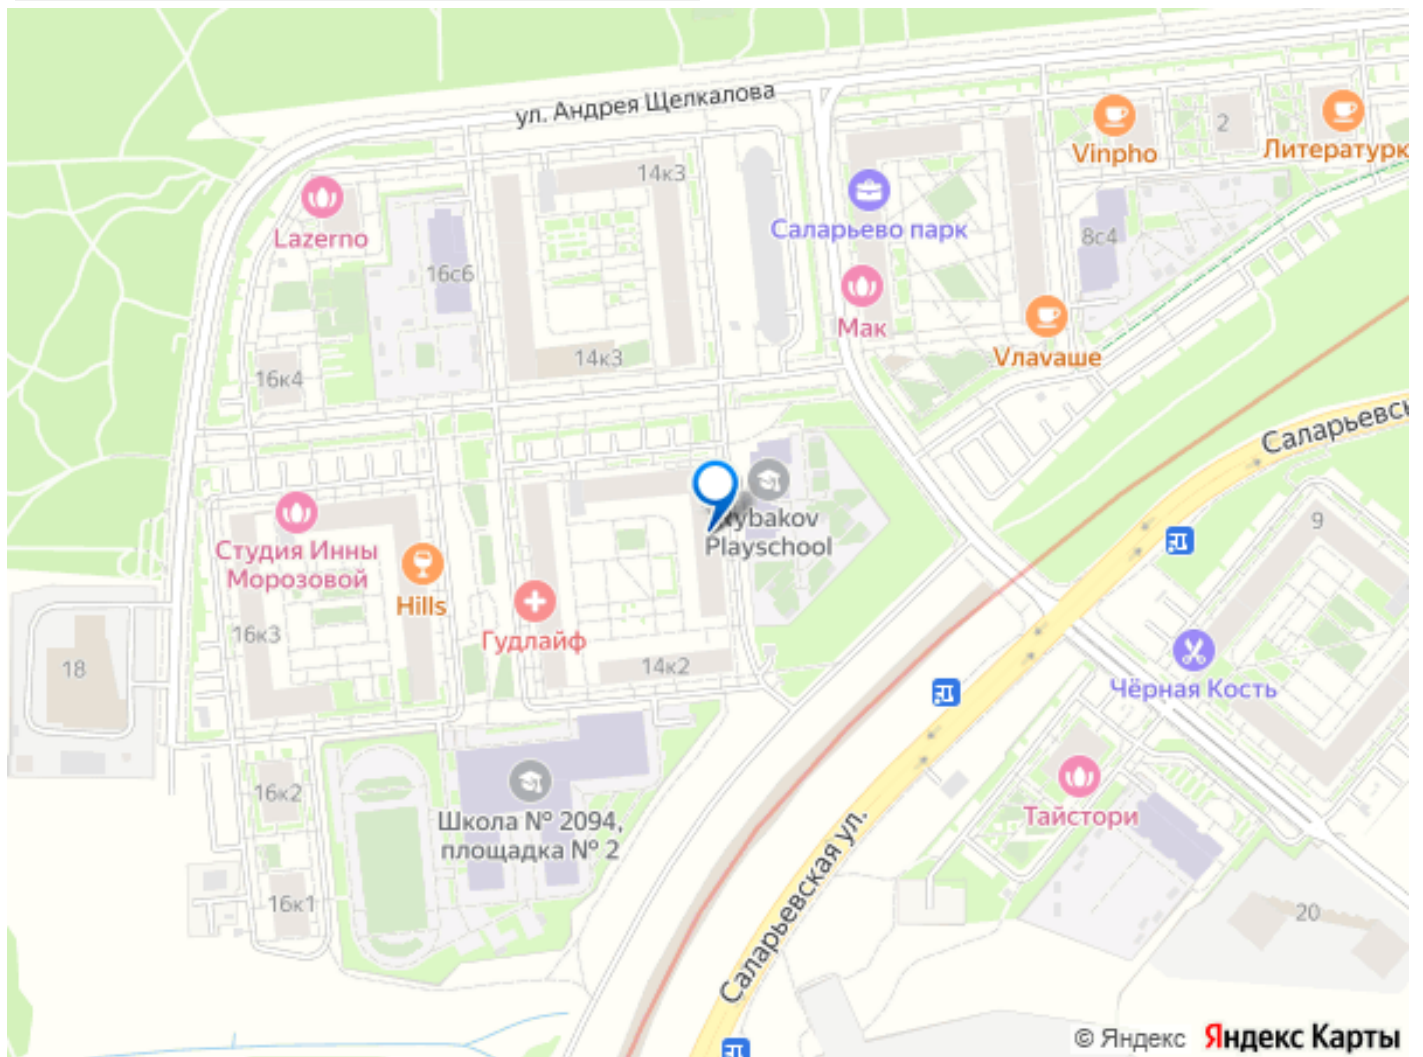 ул. Андрея Щелкалова
Vinpho
2
Литературк
14к3
Lazerno
Саларьево парк
8с4
16с6
Мак
Vлаваше
14к3
16к4
Саларьевск
Rybakov
Playschool
9
Студия Инны
Морозовой
Hills
16к3
Гудлайф
14к2
18
Чёрная Кость
16к2
Школа № 2094,
площадка № 2
Тайстори
16к1
20
Саларьевская ул.
© Яндекс Яндекс Карты